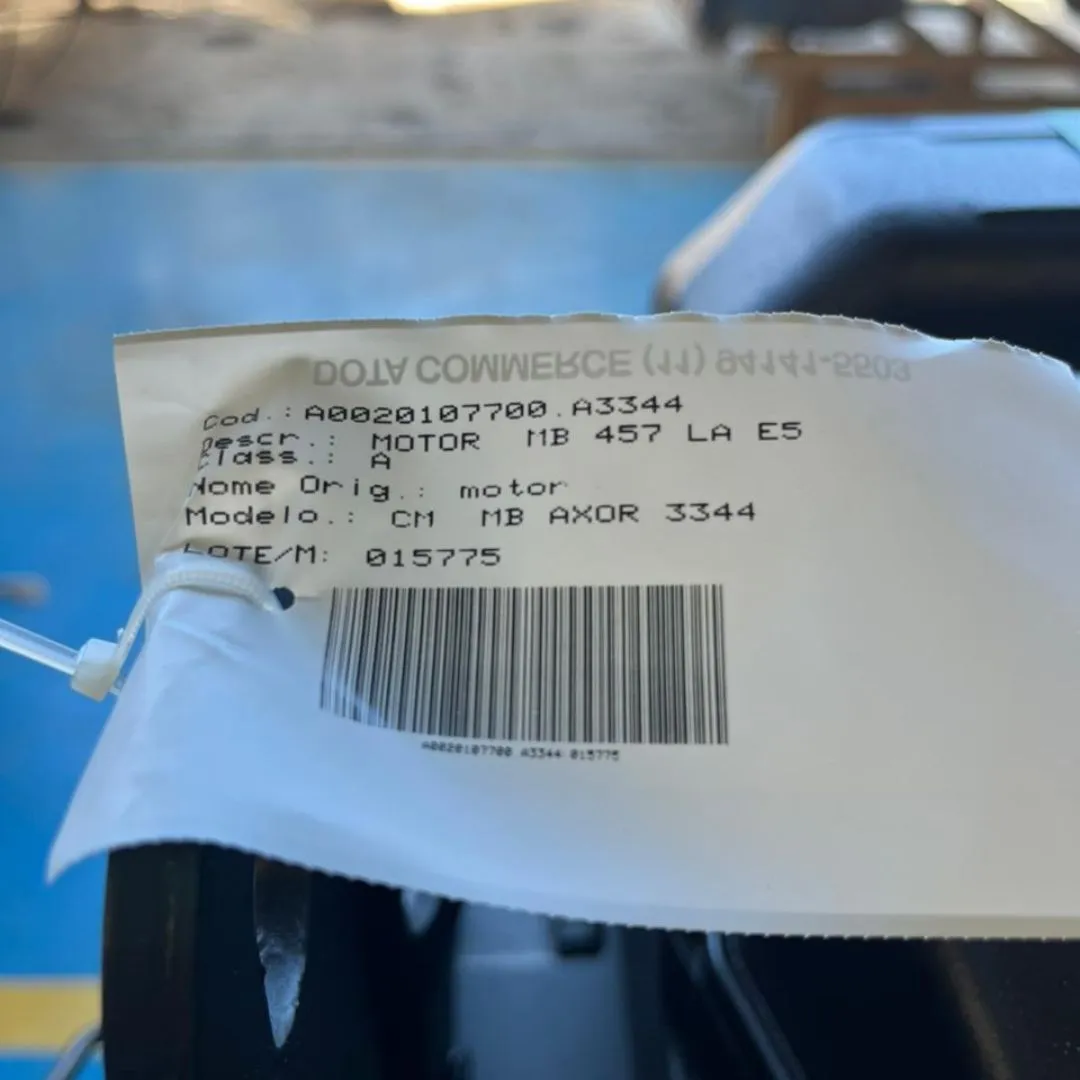 DOTA COMMERCE (11) 94141-5503
Cod.: A0020107700.A3344
Descr.: MOTOR MB 457 LA E5
Class.: A
Nome Orig.: motor
Modelo.: CM MB AXOR 3344
LOTE/M: 015775
A0020107700 A3344 015775